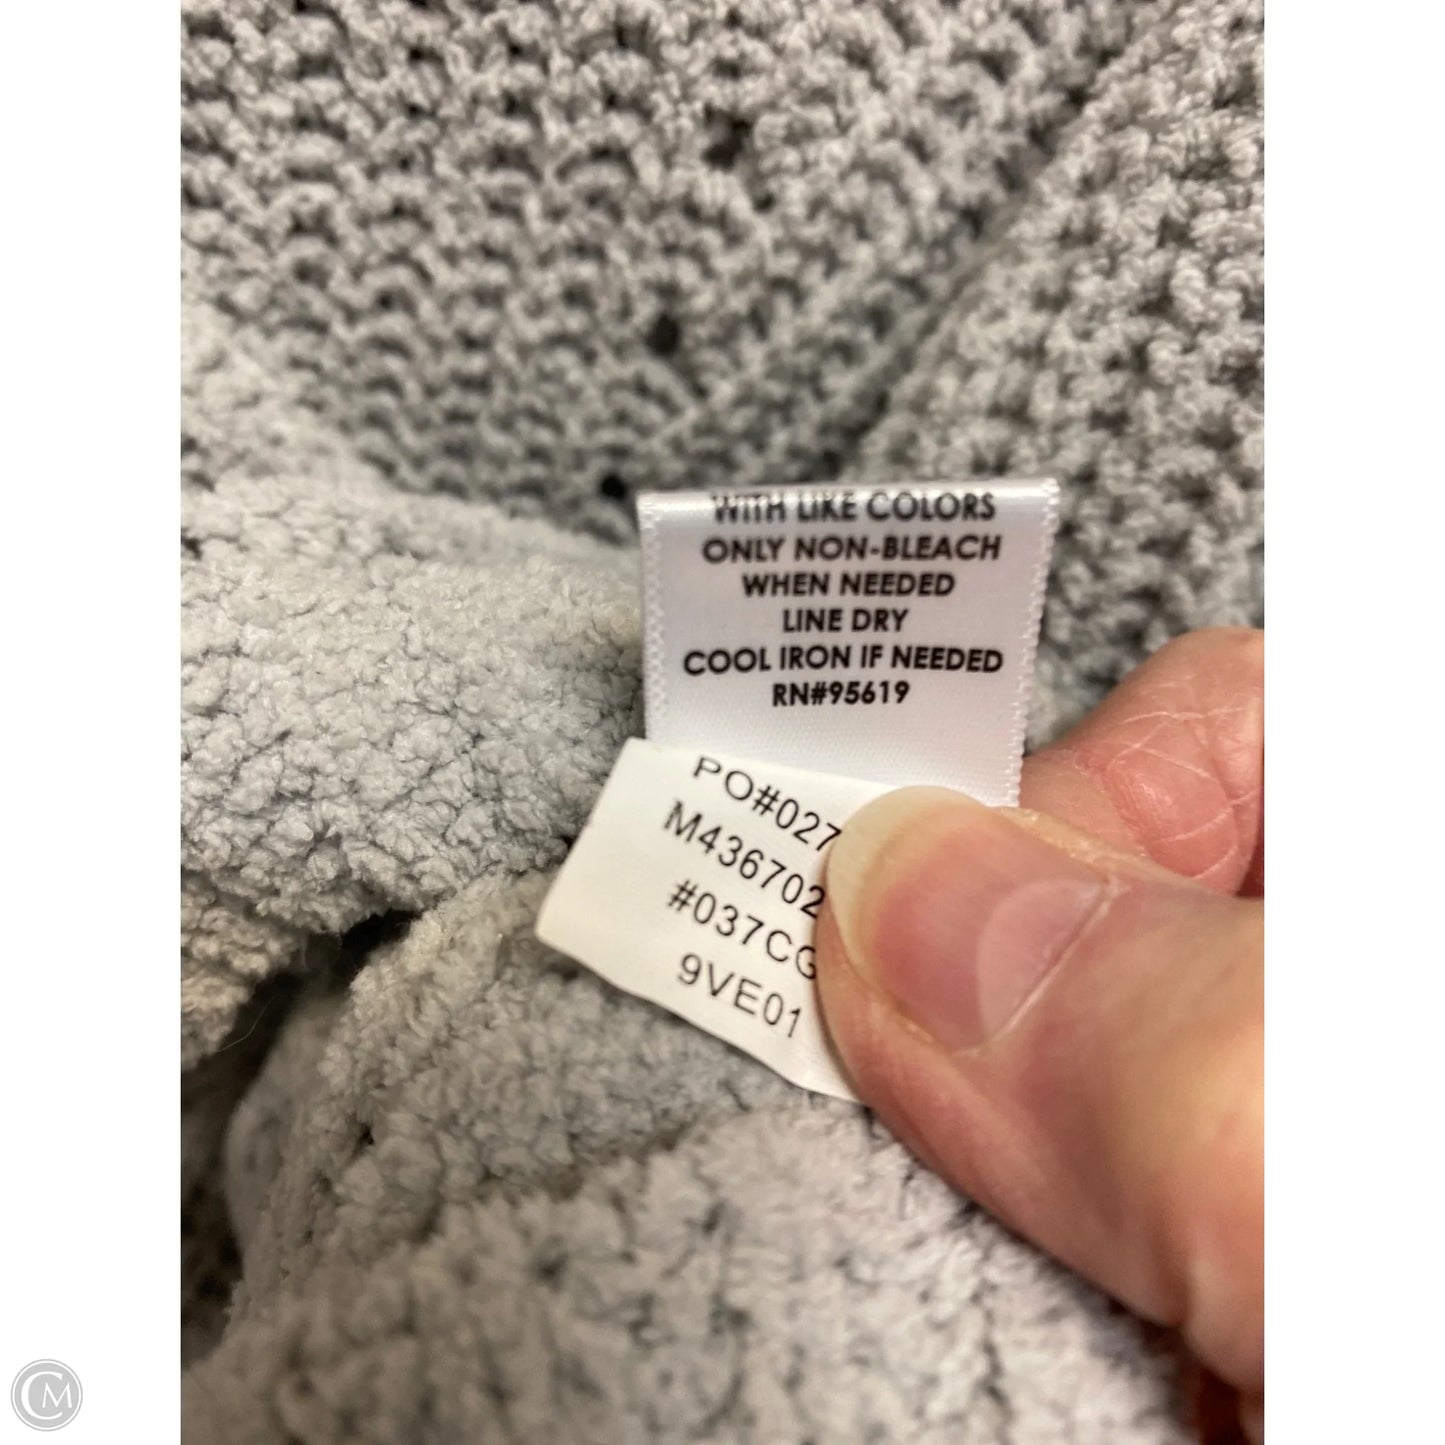 WITH LIKE COLORS
ONLY NON-BLEACH
WHEN NEEDED
LINE DRY
COOL IRON IF NEEDED
RN#95619
PO#027
M436702
#037CG
9VE01
CM